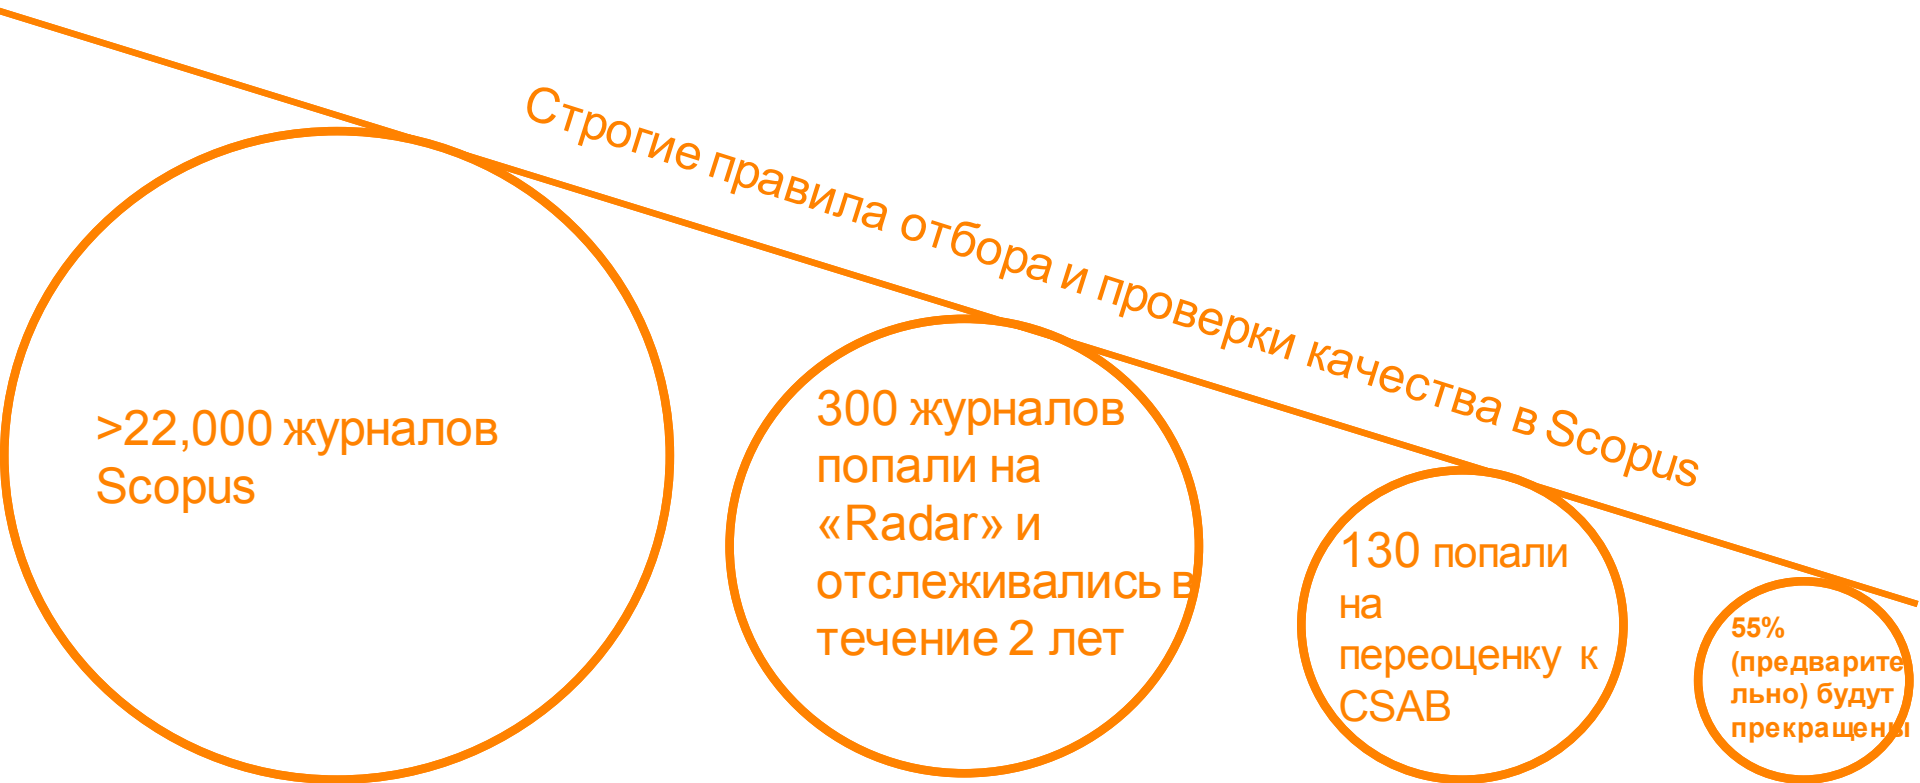 Строгие правила отбора и проверки качества в Scopus
>22,000 журналов
Scopus
300 журналов
попали на
«Radar» и
отслеживались в
течение 2 лет
130 попали
на
переоценку к
CSAB
55%
(предварите
льно) будут
прекращены